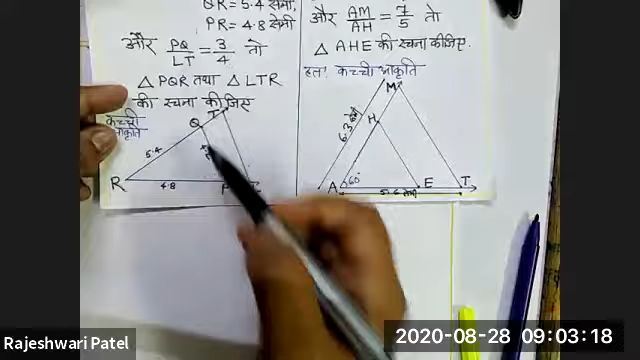 QR = 5.4 सेमी,
PR = 4.8 सेमी
और PQ/LT = 3/4 तो
△ PQR तथा △ LTR
की रचना कीजिए
कच्ची
आकृति
Q T
5.4
R 4.8 P
और AM/AH = 7/5 तो
△ AHE की रचना कीजिए.
हल: कच्ची आकृति
M
6.3 सेमी
H
A 60° E T
Rajeshwari Patel
2020-08-28 09:03:18